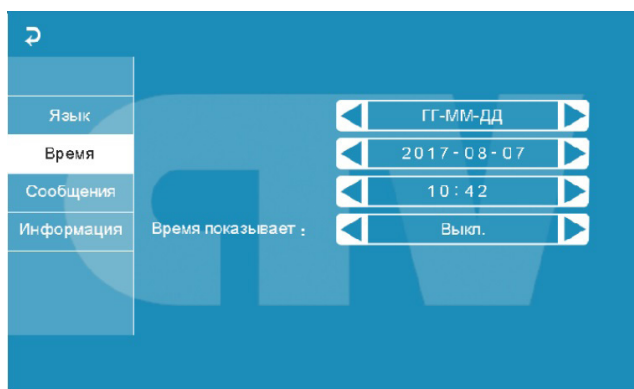 Язык
ГГ-ММ-ДД
Время
2017-08-07
Сообщения
10:42
Информация
Время показывает :
Выкл.